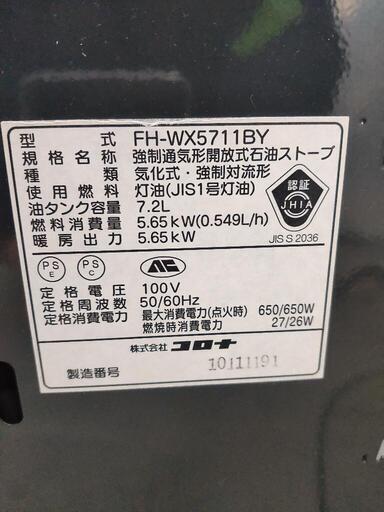 型式 FH-WX5711BY
規格名称 強制通気形開放式石油ストーブ
種類 気化式・強制対流形
使用燃料 灯油(JIS1号灯油)
油タンク容量 7.2L
燃料消費量 5.65kW(0.549L/h)
暖房出力 5.65kW
認証
JHIA
JIS S 2036
PS E
PS C
定格電圧 100V
定格周波数 50/60Hz
定格消費電力 最大消費電力(点火時) 650/650W
燃焼時消費電力 27/26W
株式会社 コロナ
製造番号 10111191